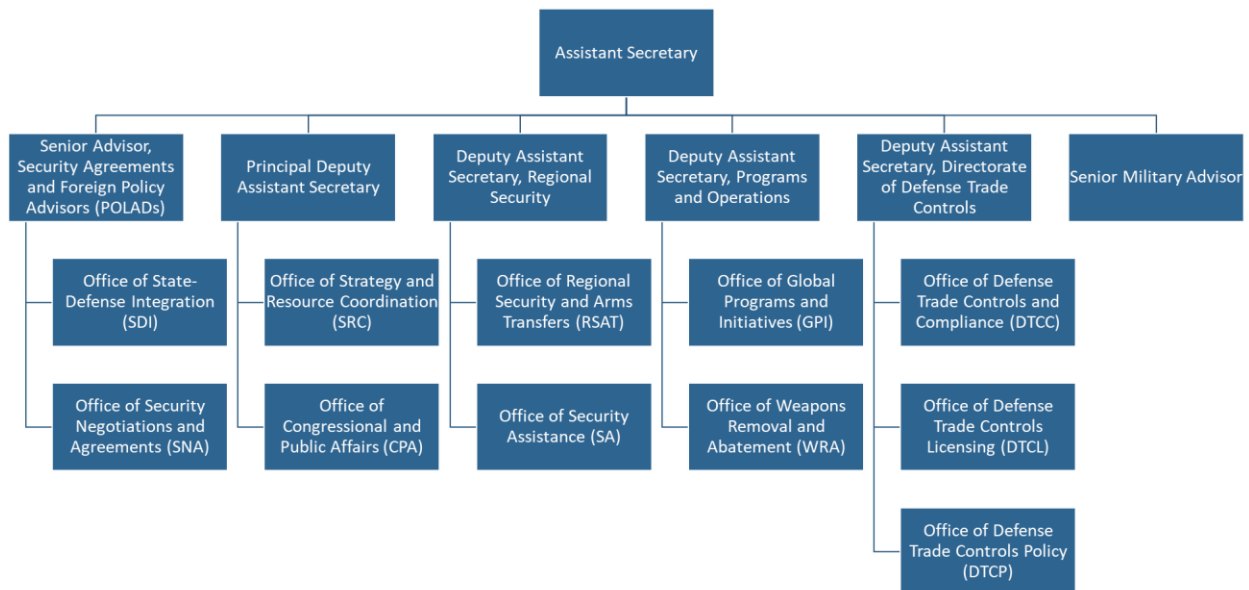 Assistant Secretary
Senior Advisor,
Security Agreements
and Foreign Policy
Advisors (POLADs)
Principal Deputy
Assistant Secretary
Deputy Assistant
Secretary, Regional
Security
Deputy Assistant
Secretary, Programs
and Operations
Deputy Assistant
Secretary, Directorate
of Defense Trade
Controls
Senior Military Advisor
Office of State-
Defense Integration
(SDI)
Office of Strategy and
Resource Coordination
(SRC)
Office of Regional
Security and Arms
Transfers (RSAT)
Office of Global
Programs and
Initiatives (GPI)
Office of Defense
Trade Controls and
Compliance (DTCC)
Office of Security
Negotiations and
Agreements (SNA)
Office of
Congressional and
Public Affairs (CPA)
Office of Security
Assistance (SA)
Office of Weapons
Removal and
Abatement (WRA)
Office of Defense
Trade Controls
Licensing (DTCL)
Office of Defense
Trade Controls Policy
(DTCP)